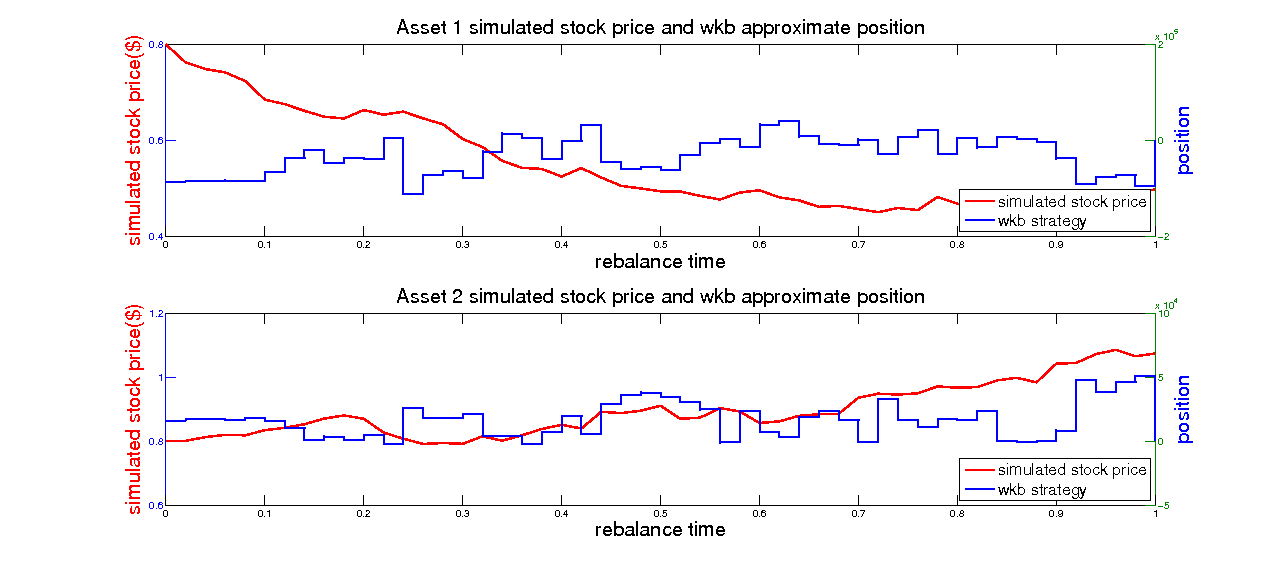 Asset 1 simulated stock price and wkb approximate position
x 10^5
0.8
0.6
0.4
2
0
-2
simulated stock price($)
position
simulated stock price
wkb strategy
0 0.1 0.2 0.3 0.4 0.5 0.6 0.7 0.8 0.9 1
rebalance time
Asset 2 simulated stock price and wkb approximate position
x 10^4
1.2
1
0.8
0.6
10
5
0
-5
simulated stock price($)
position
simulated stock price
wkb strategy
0 0.1 0.2 0.3 0.4 0.5 0.6 0.7 0.8 0.9 1
rebalance time